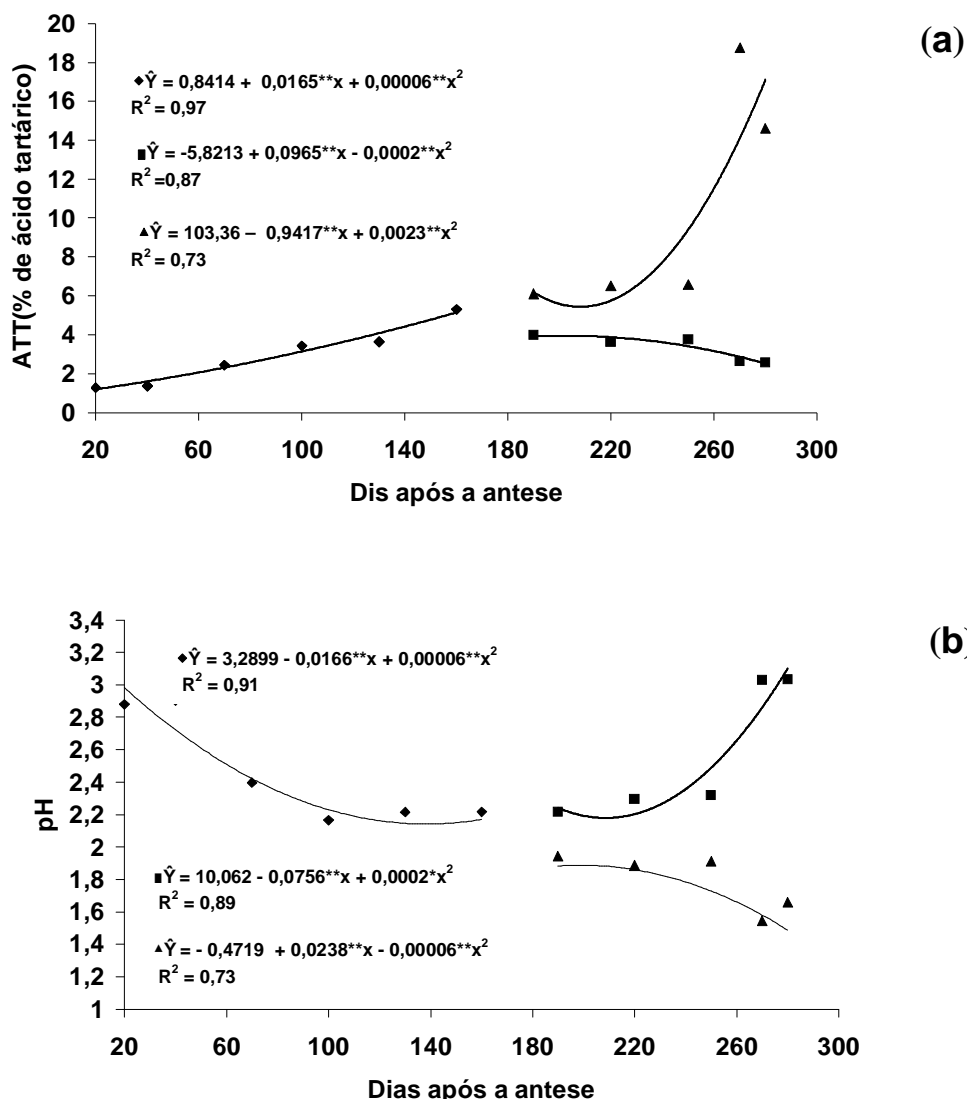 (a)
20
18
16
14
12
10
8
6
4
2
0
ATT(% de ácido tartárico)
♦Ŷ = 0,8414 + 0,0165**x + 0,00006**x²
R² = 0,97
■Ŷ = -5,8213 + 0,0965**x - 0,0002**x²
R² =0,87
▲Ŷ = 103,36 – 0,9417**x + 0,0023**x²
R² = 0,73
20 60 100 140 180 220 260 300
Dis após a antese
(b)
3,4
3,2
3
2,8
2,6
2,4
2,2
2
1,8
1,6
1,4
1,2
1
pH
♦Ŷ = 3,2899 - 0,0166**x + 0,00006**x²
R² = 0,91
■Ŷ = 10,062 - 0,0756**x + 0,0002*x²
R² = 0,89
▲Ŷ = - 0,4719 + 0,0238**x - 0,00006**x²
R² = 0,73
20 60 100 140 180 220 260 300
Dias após a antese